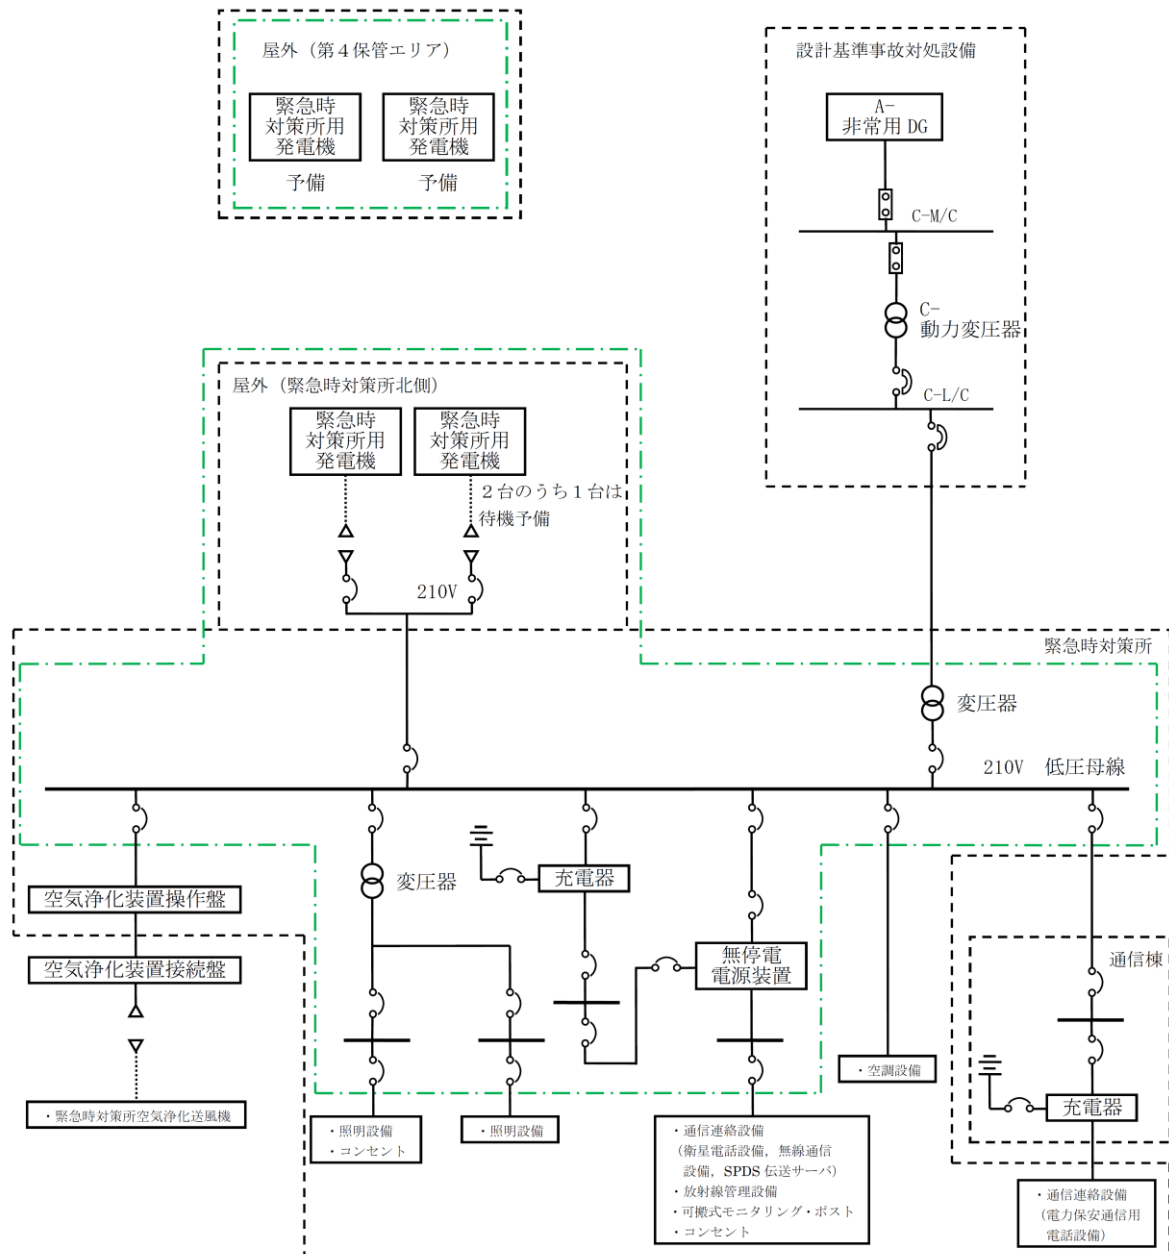 屋外（第４保管エリア）
緊急時
対策所用
発電機
予備
緊急時
対策所用
発電機
予備
設計基準事故対処設備
A-
非常用 DG
C-M/C
C-
動力変圧器
C-L/C
屋外（緊急時対策所北側）
緊急時
対策所用
発電機
緊急時
対策所用
発電機
２台のうち１台は
待機予備
210V
緊急時対策所
変圧器
210V　低圧母線
変圧器
充電器
空気浄化装置操作盤
空気浄化装置接続盤
無停電
電源装置
通信棟
充電器
・緊急時対策所空気浄化送風機
・照明設備
・コンセント
・照明設備
・通信連絡設備
（衛星電話設備，無線通信
設備，SPDS 伝送サーバ）
・放射線管理設備
・可搬式モニタリング・ポスト
・コンセント
・空調設備
・通信連絡設備
（電力保安通信用
電話設備）